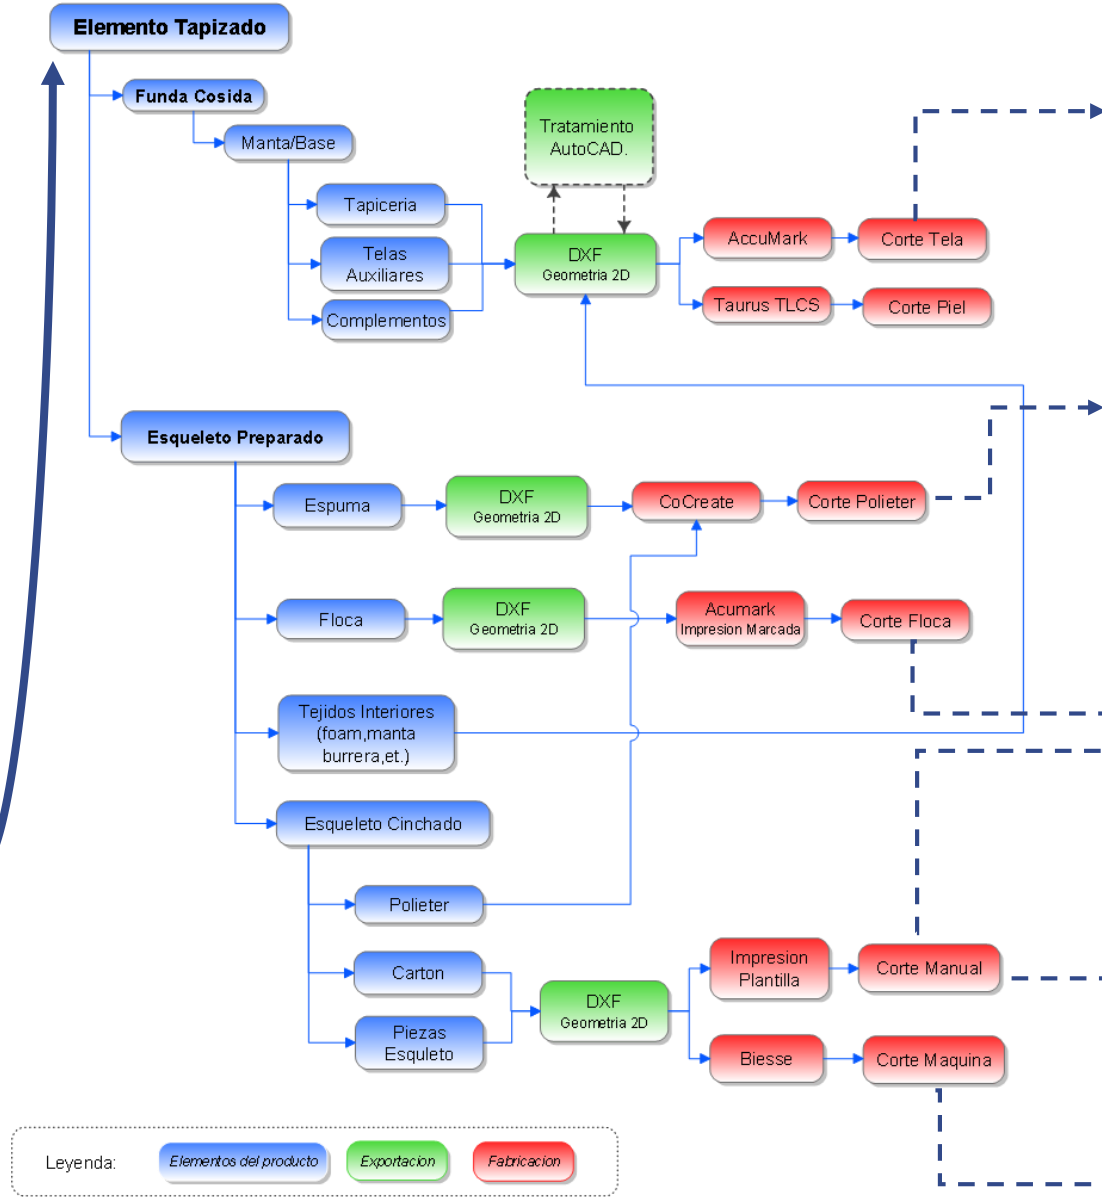 Elemento Tapizado
Funda Cosida
Manta/Base
Tratamiento
AutoCAD.
Tapiceria
Telas
Auxiliares
Complementos
DXF
Geometria 2D
AccuMark
Corte Tela
Taurus TLCS
Corte Piel
Esqueleto Preparado
Espuma
DXF
Geometria 2D
CoCreate
Corte Polieter
Floca
DXF
Geometria 2D
Acumark
Impresion Marcada
Corte Floca
Tejidos Interiores
(foam,manta
burrera,et.)
Esqueleto Cinchado
Polieter
Carton
Piezas
Esquleto
DXF
Geometria 2D
Impresion
Plantilla
Corte Manual
Biesse
Corte Maquina
Leyenda:
Elementos del producto
Exportacion
Fabricacion